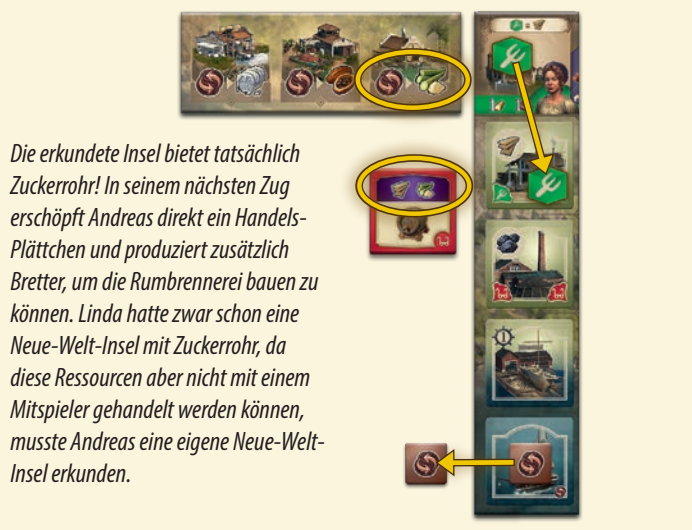 Die erkundete Insel bietet tatsächlich
Zuckerrohr! In seinem nächsten Zug
erschöpft Andreas direkt ein Handels-
Plättchen und produziert zusätzlich
Bretter, um die Rumbrennerei bauen zu
können. Linda hatte zwar schon eine
Neue-Welt-Insel mit Zuckerrohr, da
diese Ressourcen aber nicht mit einem
Mitspieler gehandelt werden können,
musste Andreas eine eigene Neue-Welt-
Insel erkunden.